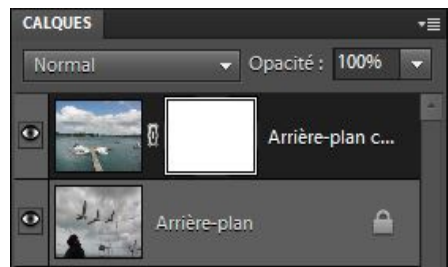 CALQUES
Normal Opacité : 100%
Arrière-plan c...
Arrière-plan